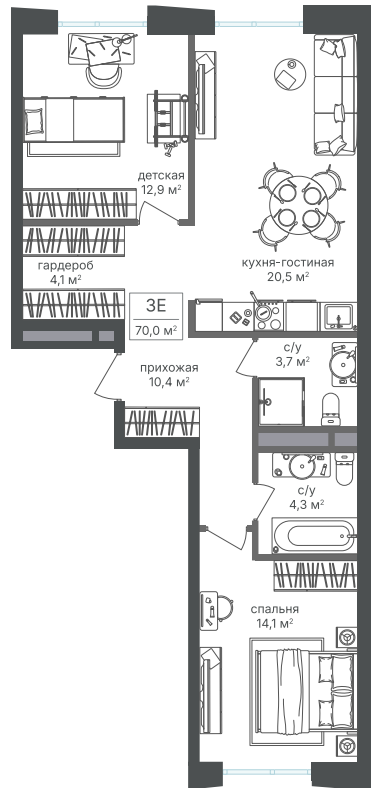 детская
12,9 м²
гардероб
4,1 м²
кухня-гостиная
20,5 м²
3Е
70,0 м²
прихожая
10,4 м²
с/у
3,7 м²
с/у
4,3 м²
спальня
14,1 м²